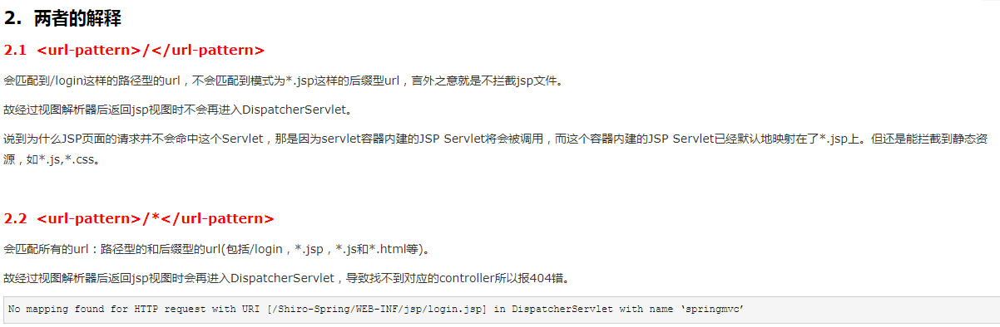 2. 两者的解释
2.1 <url-pattern>/</url-pattern>
会匹配到/login这样的路径型的url，不会匹配到模式为*.jsp这样的后缀型url，言外之意就是不拦截jsp文件。
故经过视图解析器后返回jsp视图时不会再进入DispatcherServlet。
说到为什么JSP页面的请求并不会命中这个Servlet，那是因为servlet容器内建的JSP Servlet将会被调用，而这个容器内建的JSP Servlet已经默认地映射在了*.jsp上。但还是能拦截到静态资
源，如*.js,*.css。
2.2 <url-pattern>/*</url-pattern>
会匹配所有的url：路径型的和后缀型的url(包括/login，*.jsp，*.js和*.html等)。
故经过视图解析器后返回jsp视图时会再进入DispatcherServlet，导致找不到对应的controller所以报404错。
No mapping found for HTTP request with URI [/Shiro-Spring/WEB-INF/jsp/login.jsp] in DispatcherServlet with name ‘springmvc’